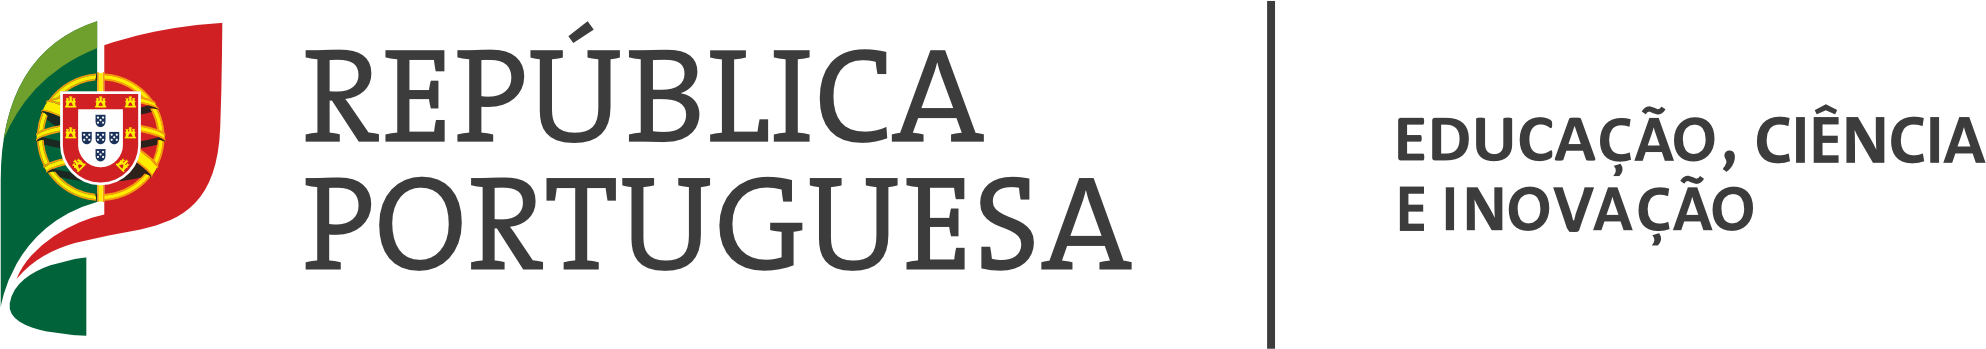 REPÚBLICA
PORTUGUESA
EDUCAÇÃO, CIÊNCIA
E INOVAÇÃO